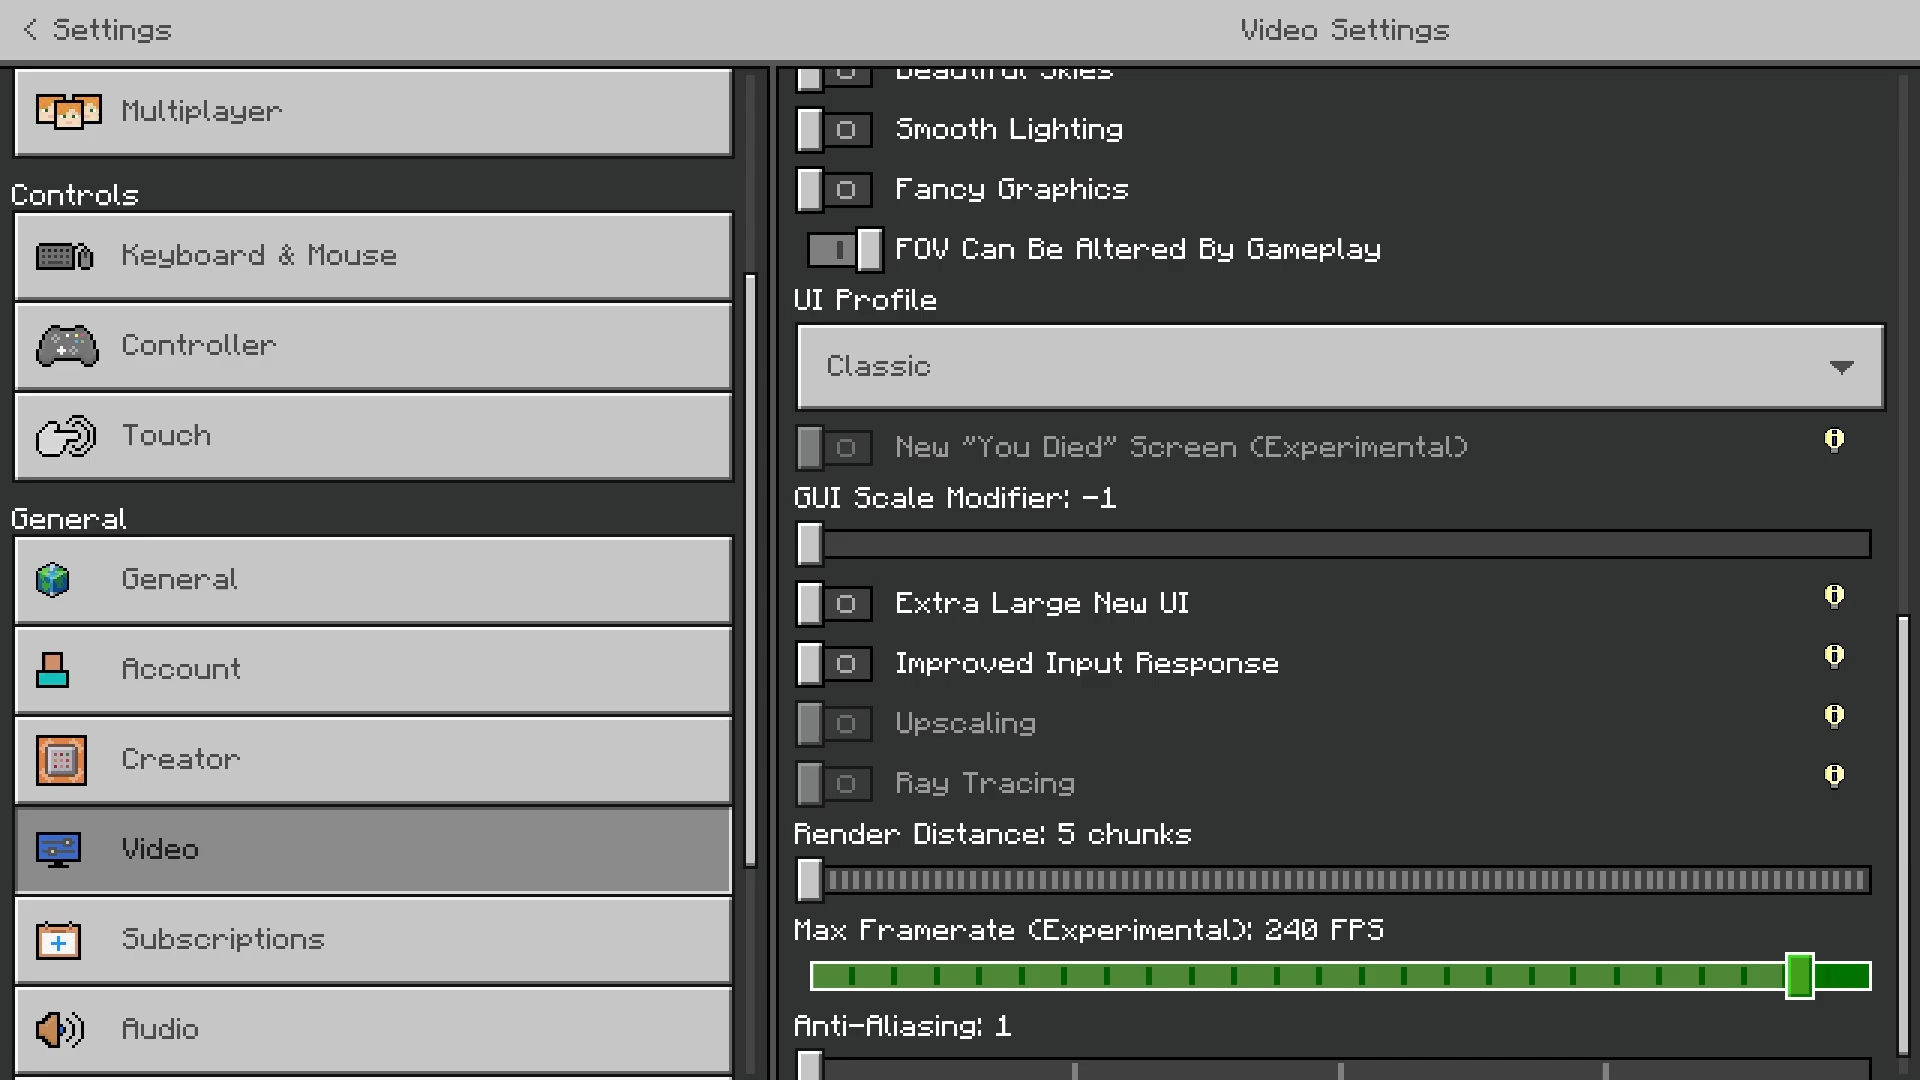 Settings
Video Settings
Multiplayer
Controls
Keyboard & Mouse
Controller
Touch
General
General
Account
Creator
Video
Subscriptions
Audio
Beautiful Skies
Smooth Lighting
Fancy Graphics
FOV Can Be Altered By Gameplay
UI Profile
Classic
New "You Died" Screen (Experimental)
GUI Scale Modifier: -1
Extra Large New UI
Improved Input Response
Upscaling
Ray Tracing
Render Distance: 5 chunks
Max Framerate (Experimental): 240 FPS
Anti-Aliasing: 1